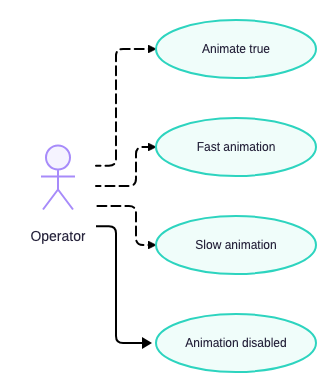 Animate true
Fast animation
Slow animation
Operator
Animation disabled